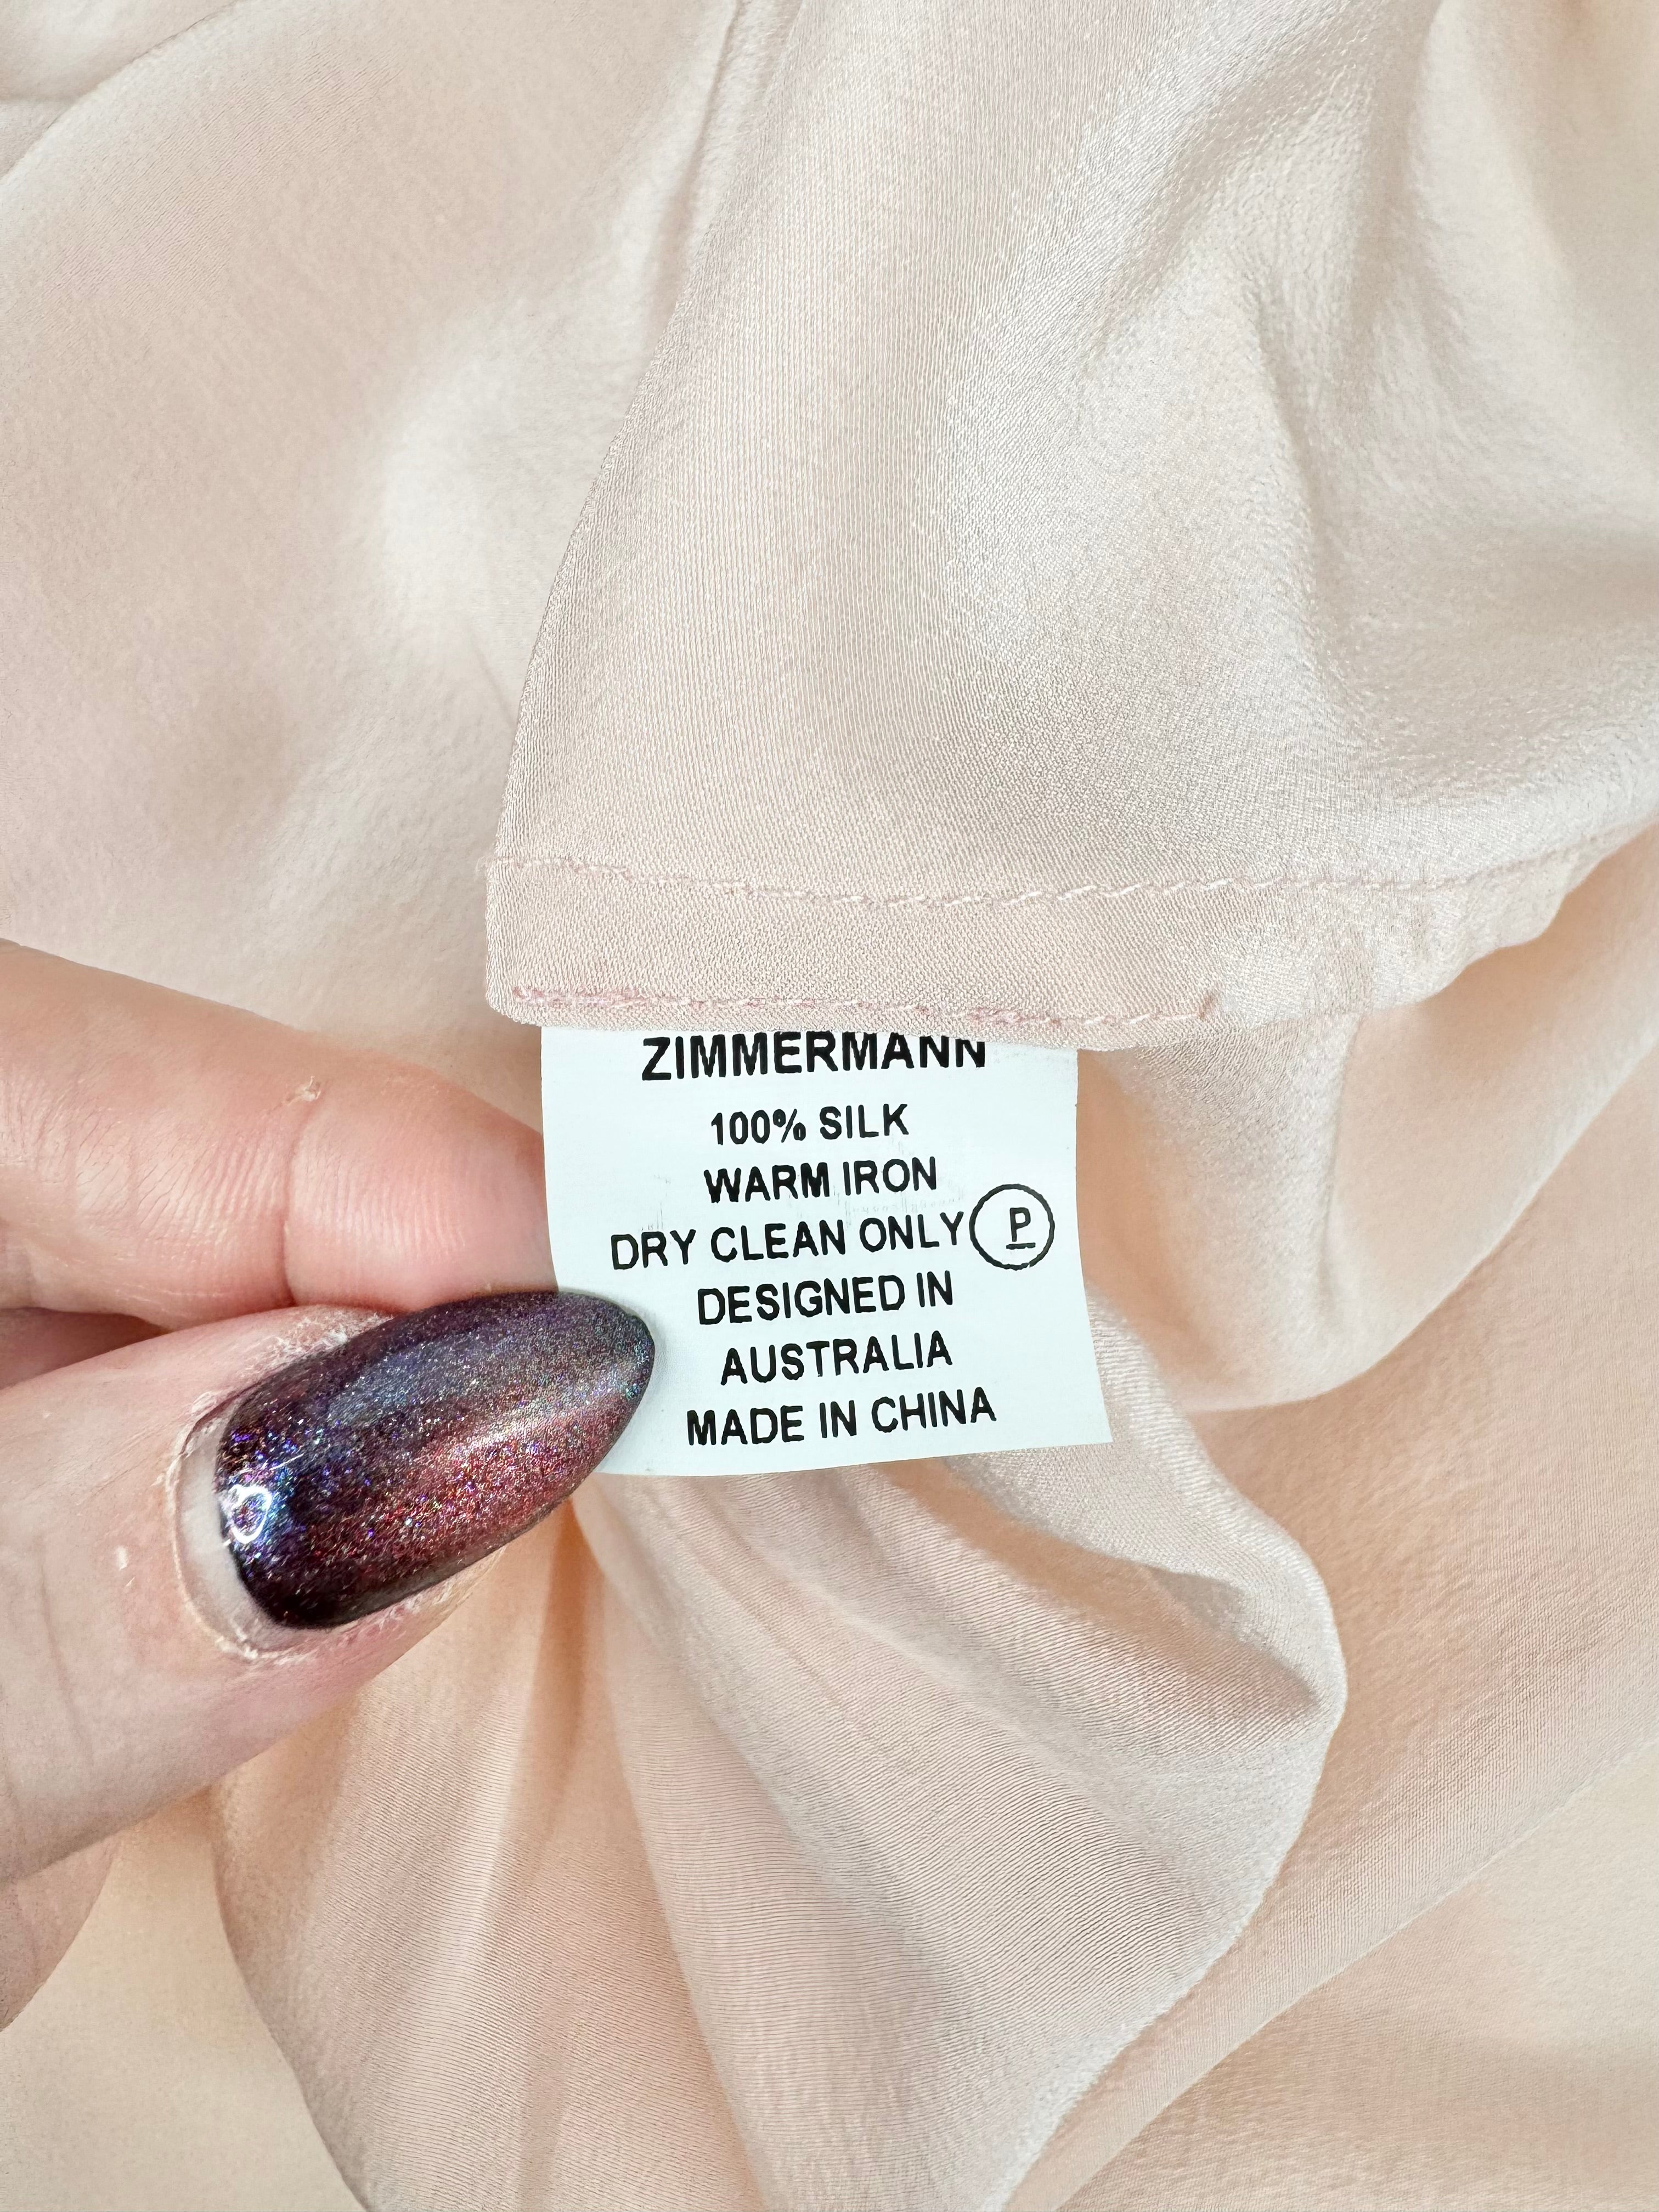 ZIMMERMANN
100% SILK
WARM IRON
DRY CLEAN ONLY P
DESIGNED IN
AUSTRALIA
MADE IN CHINA